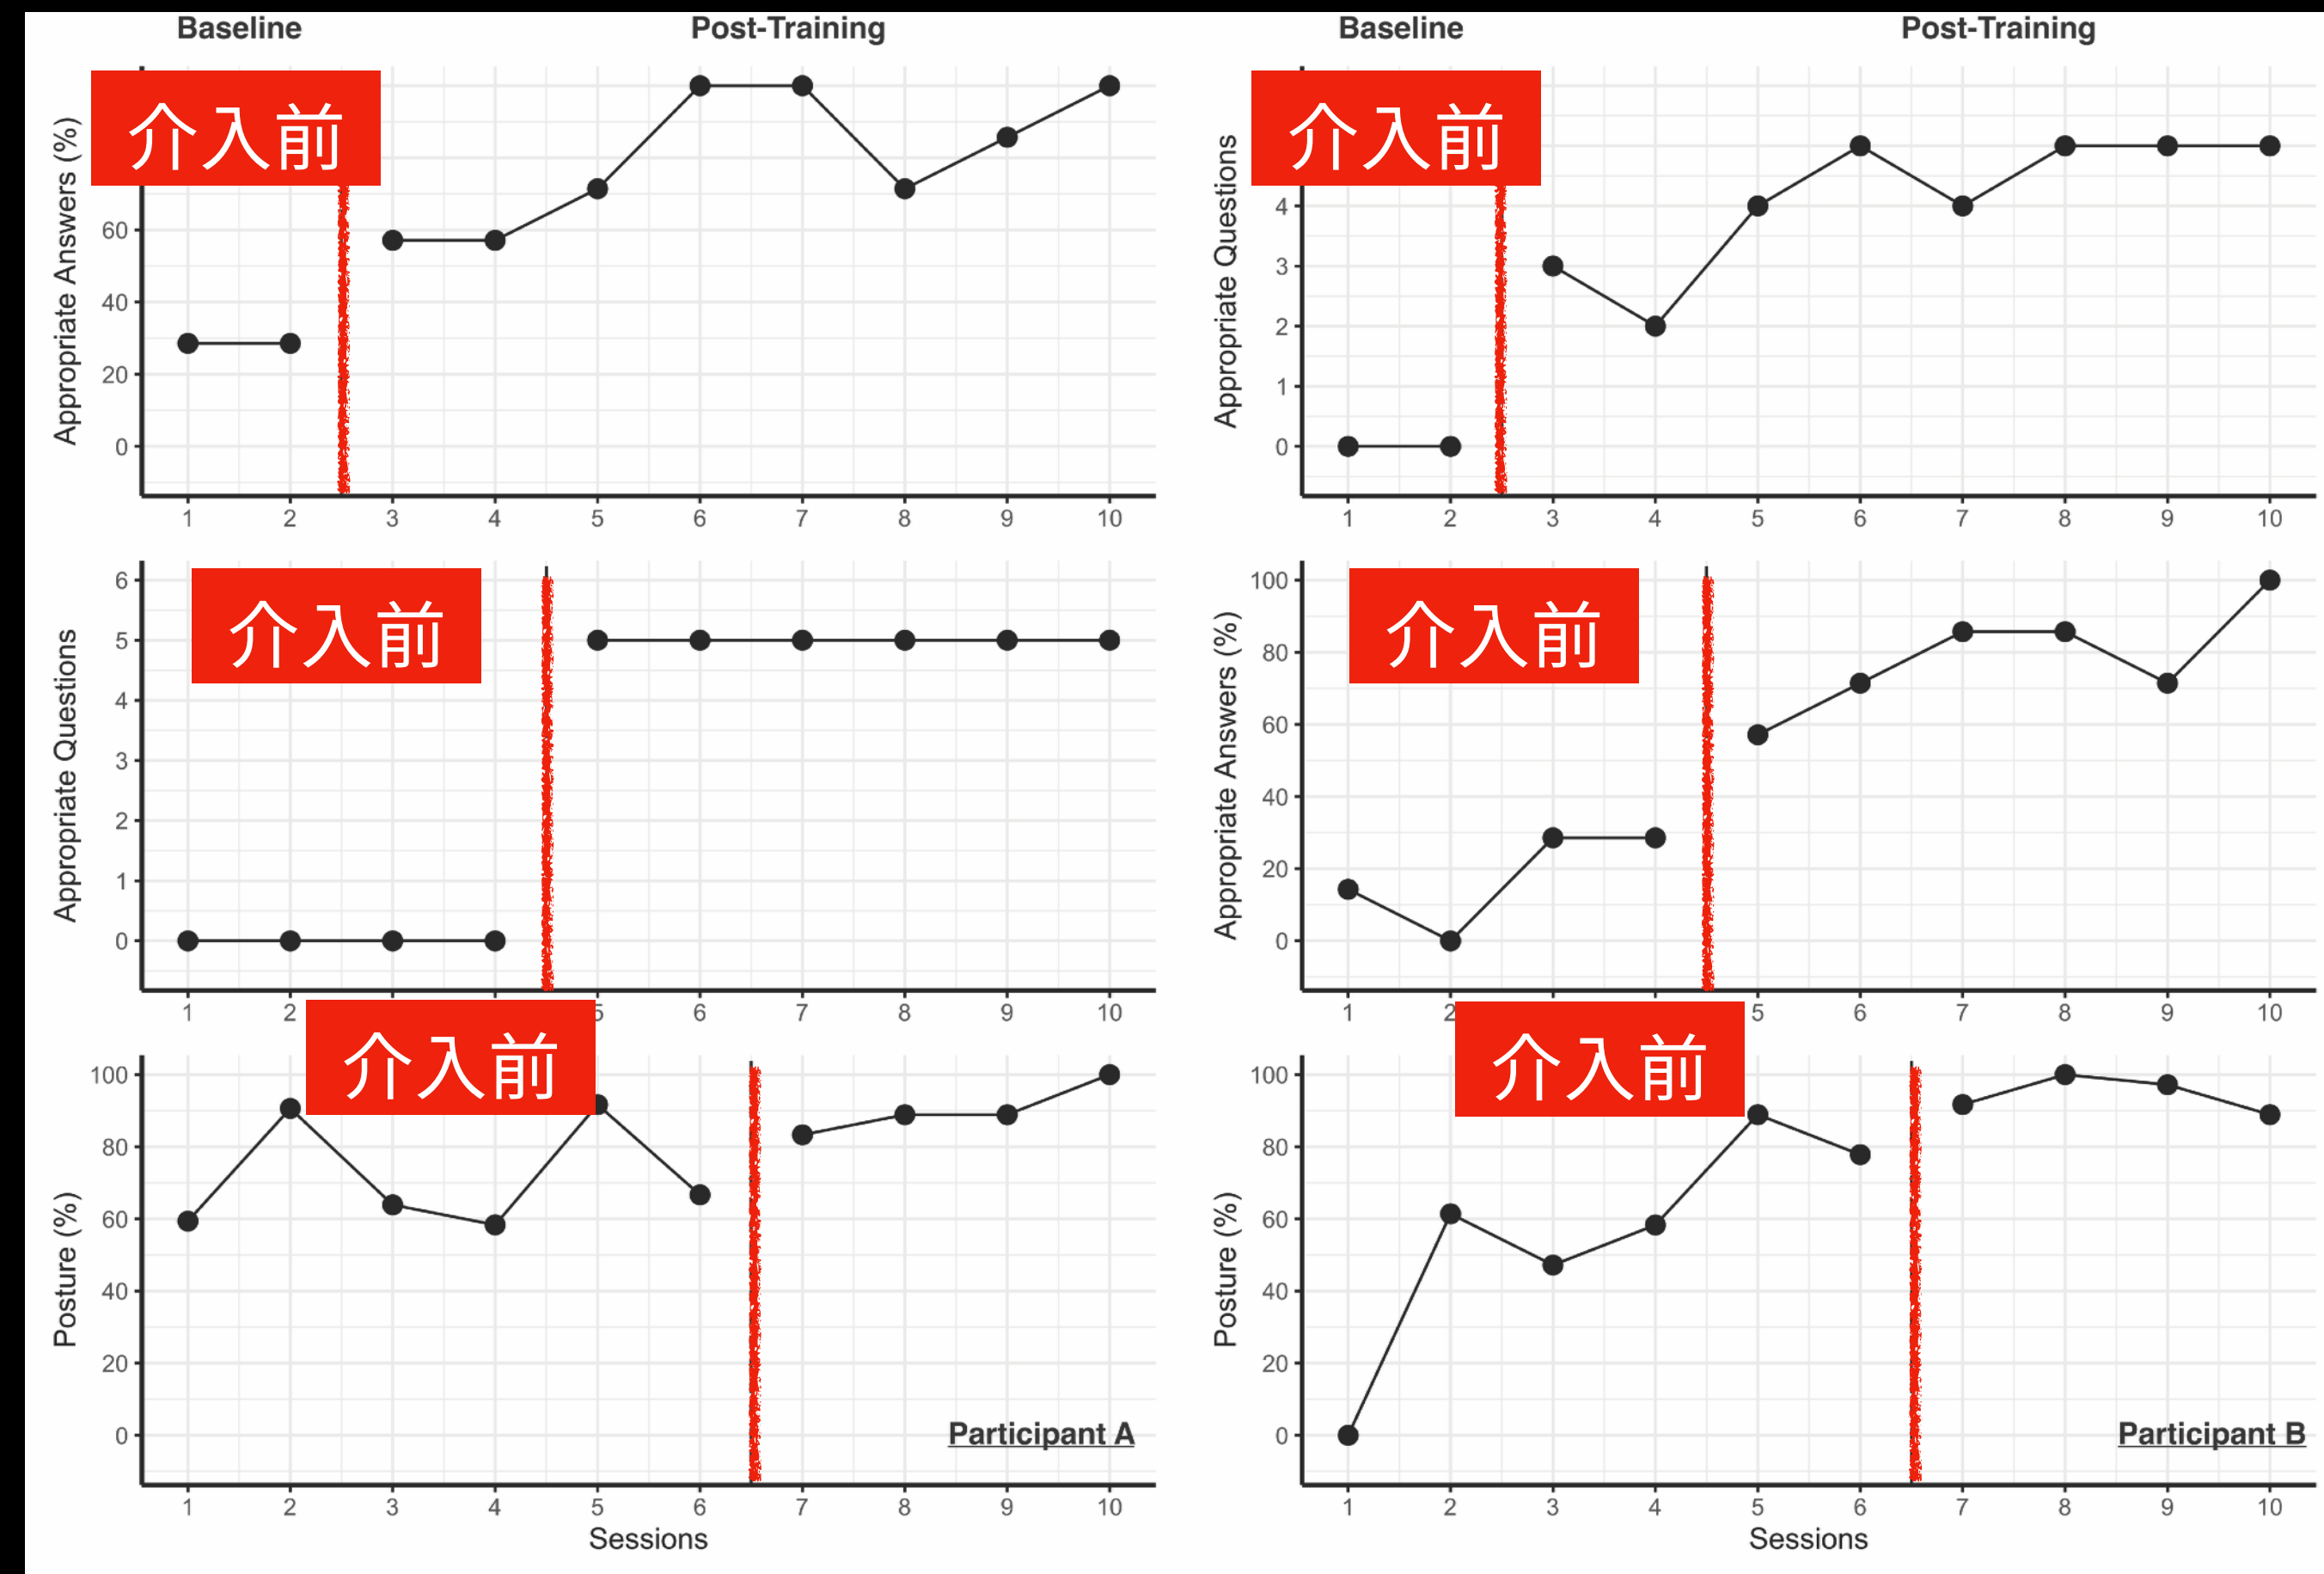 Baseline
Post-Training
介入前
Appropriate Answers (%)
60
40
20
0
1 2 3 4 5 6 7 8 9 10
Baseline
Post-Training
介入前
Appropriate Questions
4
3
2
1
0
1 2 3 4 5 6 7 8 9 10
介入前
Appropriate Questions
6
5
4
3
2
1
0
1 2 5 6 7 8 9 10
介入前
Appropriate Answers (%)
100
80
60
40
20
0
1 2 5 6 7 8 9 10
介入前
Posture (%)
100
80
60
40
20
0
Participant A
1 2 3 4 5 6 7 8 9 10
Sessions
介入前
Posture (%)
100
80
60
40
20
0
Participant B
1 2 3 4 5 6 7 8 9 10
Sessions